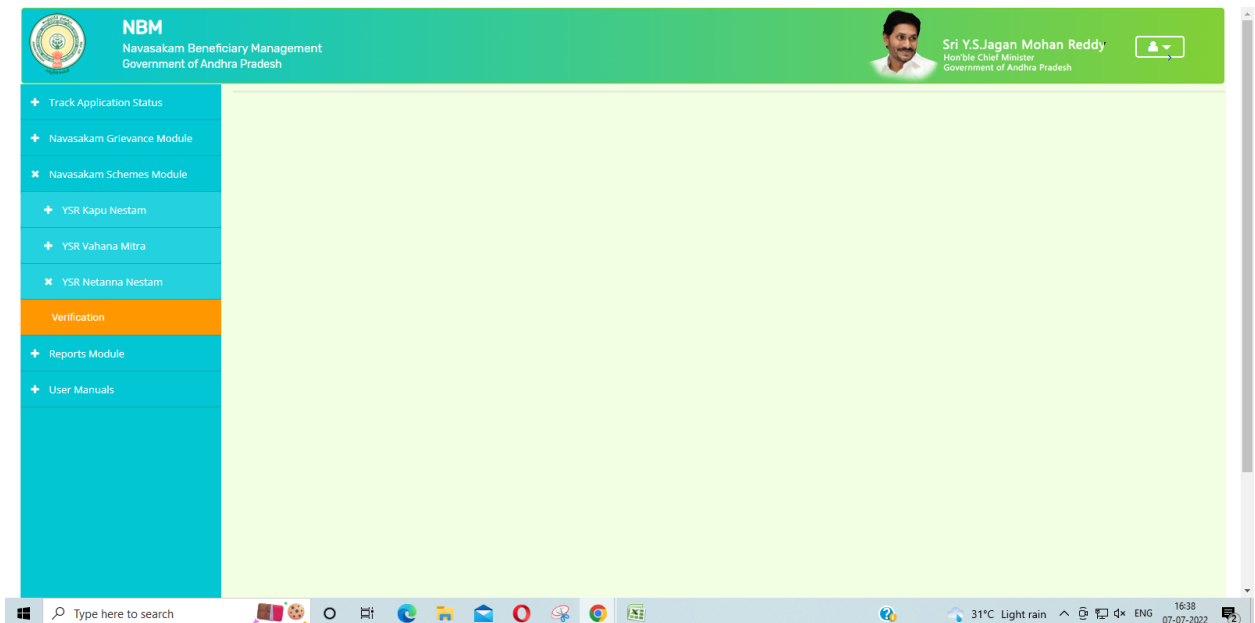 NBM
Navasakam Beneficiary Management
Government of Andhra Pradesh
Sri Y.S.Jagan Mohan Reddy
Hon'ble Chief Minister
Government of Andhra Pradesh
Track Application Status
Navasakam Grievance Module
Navasakam Schemes Module
YSR Kapu Nestam
YSR Vahana Mitra
YSR Netanna Nestam
Verification
Reports Module
User Manuals
Type here to search
31°C Light rain
ENG
16:38
07-07-2022
2